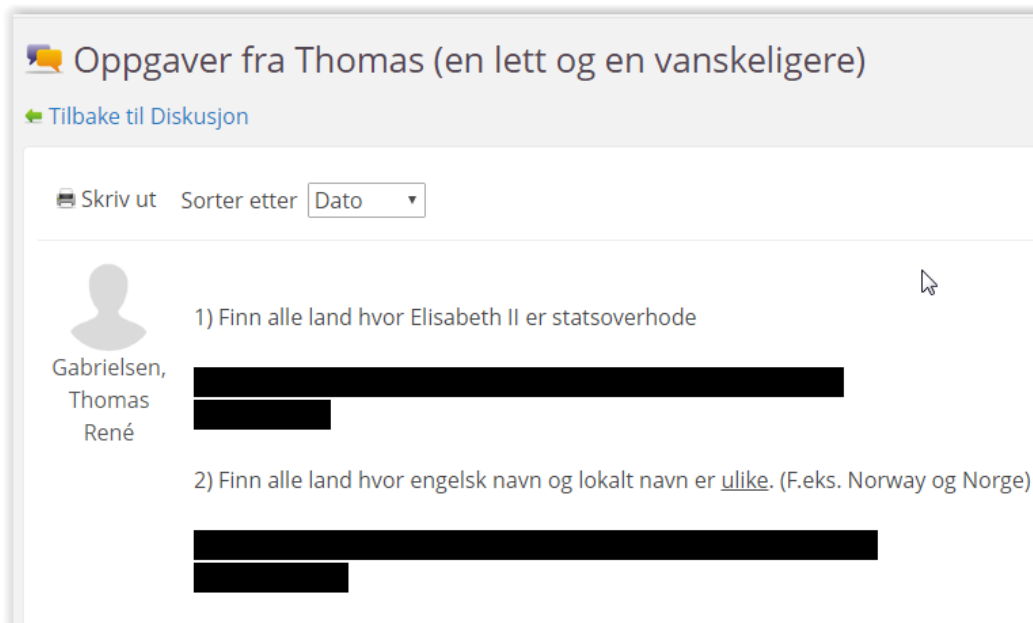 Oppgaver fra Thomas (en lett og en vanskeligere)
Tilbake til Diskusjon
Skriv ut Sorter etter Dato
1) Finn alle land hvor Elisabeth II er statsoverhode
Gabrielsen,
Thomas
René
2) Finn alle land hvor engelsk navn og lokalt navn er ulike. (F.eks. Norway og Norge)